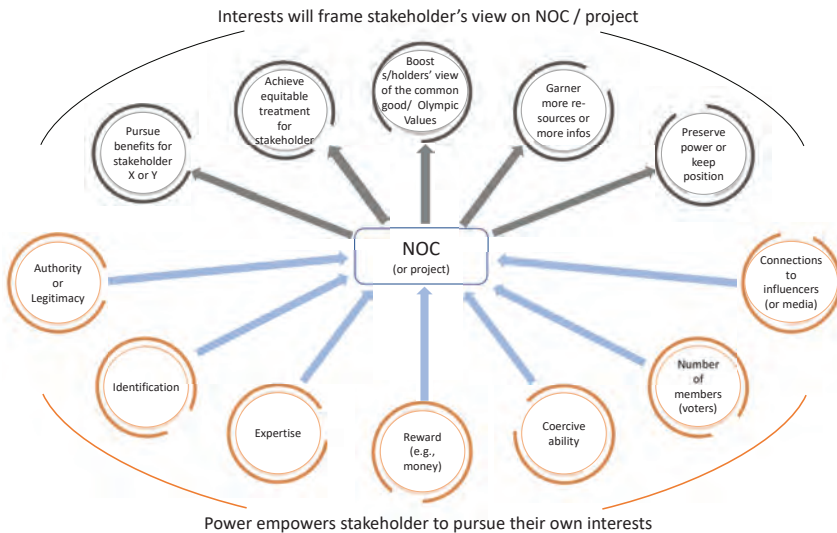 Interests will frame stakeholder’s view on NOC / project
Boost
s/holders’ view
of the common
good/ Olympic
Values
Achieve
equitable
treatment
for
stakeholder
Garner
more re-
sources or
more infos
Pursue
benefits for
stakeholder
X or Y
Preserve
power or
keep
position
NOC
(or project)
Authority
or
Legitimacy
Connections
to
influencers
(or media)
Identification
Number
of
members
(voters)
Expertise
Reward
(e.g.,
money)
Coercive
ability
Power empowers stakeholder to pursue their own interests